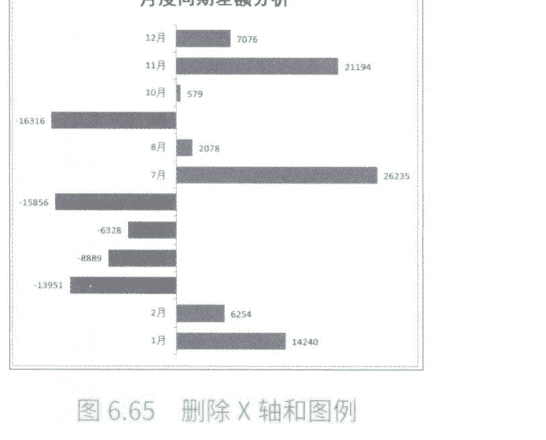 月度同期差额分析
12月 7076
11月 21194
10月 579
-16316
8月 2078
7月 26235
-15856
-6328
-8889
-13951
2月 6254
1月 14240
图 6.65 删除 X 轴和图例